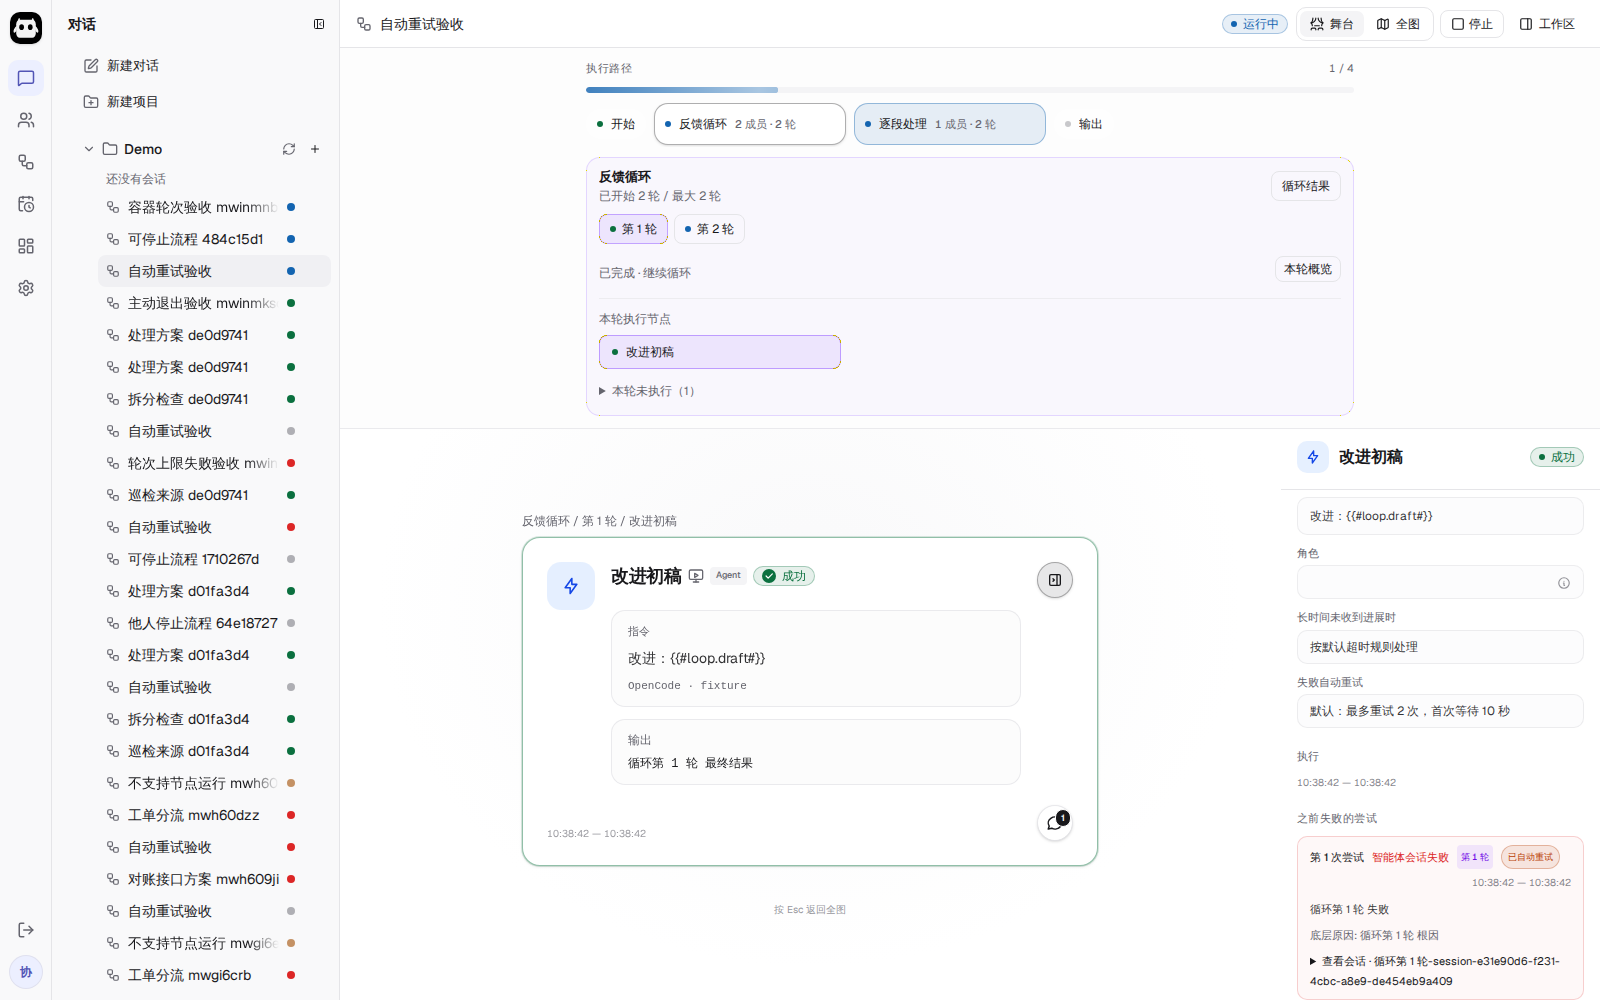 对话
新建对话
新建项目
Demo
还没有会话
容器轮次验收 mwinmnb
可停止流程 484c15d1
自动重试验收
主动退出验收 mwinmks
处理方案 de0d9741
处理方案 de0d9741
拆分检查 de0d9741
自动重试验收
轮次上限失败验收 mwin
巡检来源 de0d9741
自动重试验收
可停止流程 1710267d
处理方案 d01fa3d4
他人停止流程 64e18727
处理方案 d01fa3d4
自动重试验收
拆分检查 d01fa3d4
巡检来源 d01fa3d4
不支持节点运行 mwh60
工单分流 mwh60dzz
自动重试验收
对账接口方案 mwh609ji
自动重试验收
不支持节点运行 mwgi6e
工单分流 mwgi6crb
协
自动重试验收
运行中
舞台
全图
停止
工作区
执行路径
1 / 4
开始
反馈循环 2 成员 · 2 轮
逐段处理 1 成员 · 2 轮
输出
反馈循环
已开始 2 轮 / 最大 2 轮
循环结果
第 1 轮
第 2 轮
已完成 · 继续循环
本轮概览
本轮执行节点
改进初稿
本轮未执行（1）
反馈循环 / 第 1 轮 / 改进初稿
改进初稿 Agent 成功
指令
改进：{{#loop.draft#}}
OpenCode · fixture
输出
循环第 1 轮 最终结果
10:38:42 — 10:38:42
1
按 Esc 返回全图
改进初稿
成功
改进：{{#loop.draft#}}
角色
长时间未收到进展时
按默认超时规则处理
失败自动重试
默认：最多重试 2 次，首次等待 10 秒
执行
10:38:42 — 10:38:42
之前失败的尝试
第 1 次尝试 智能体会话失败 第 1 轮 已自动重试
10:38:42 — 10:38:42
循环第 1 轮 失败
底层原因: 循环第 1 轮 根因
查看会话 · 循环第 1 轮-session-e31e90d6-f231-
4cbc-a8e9-de454eb9a409